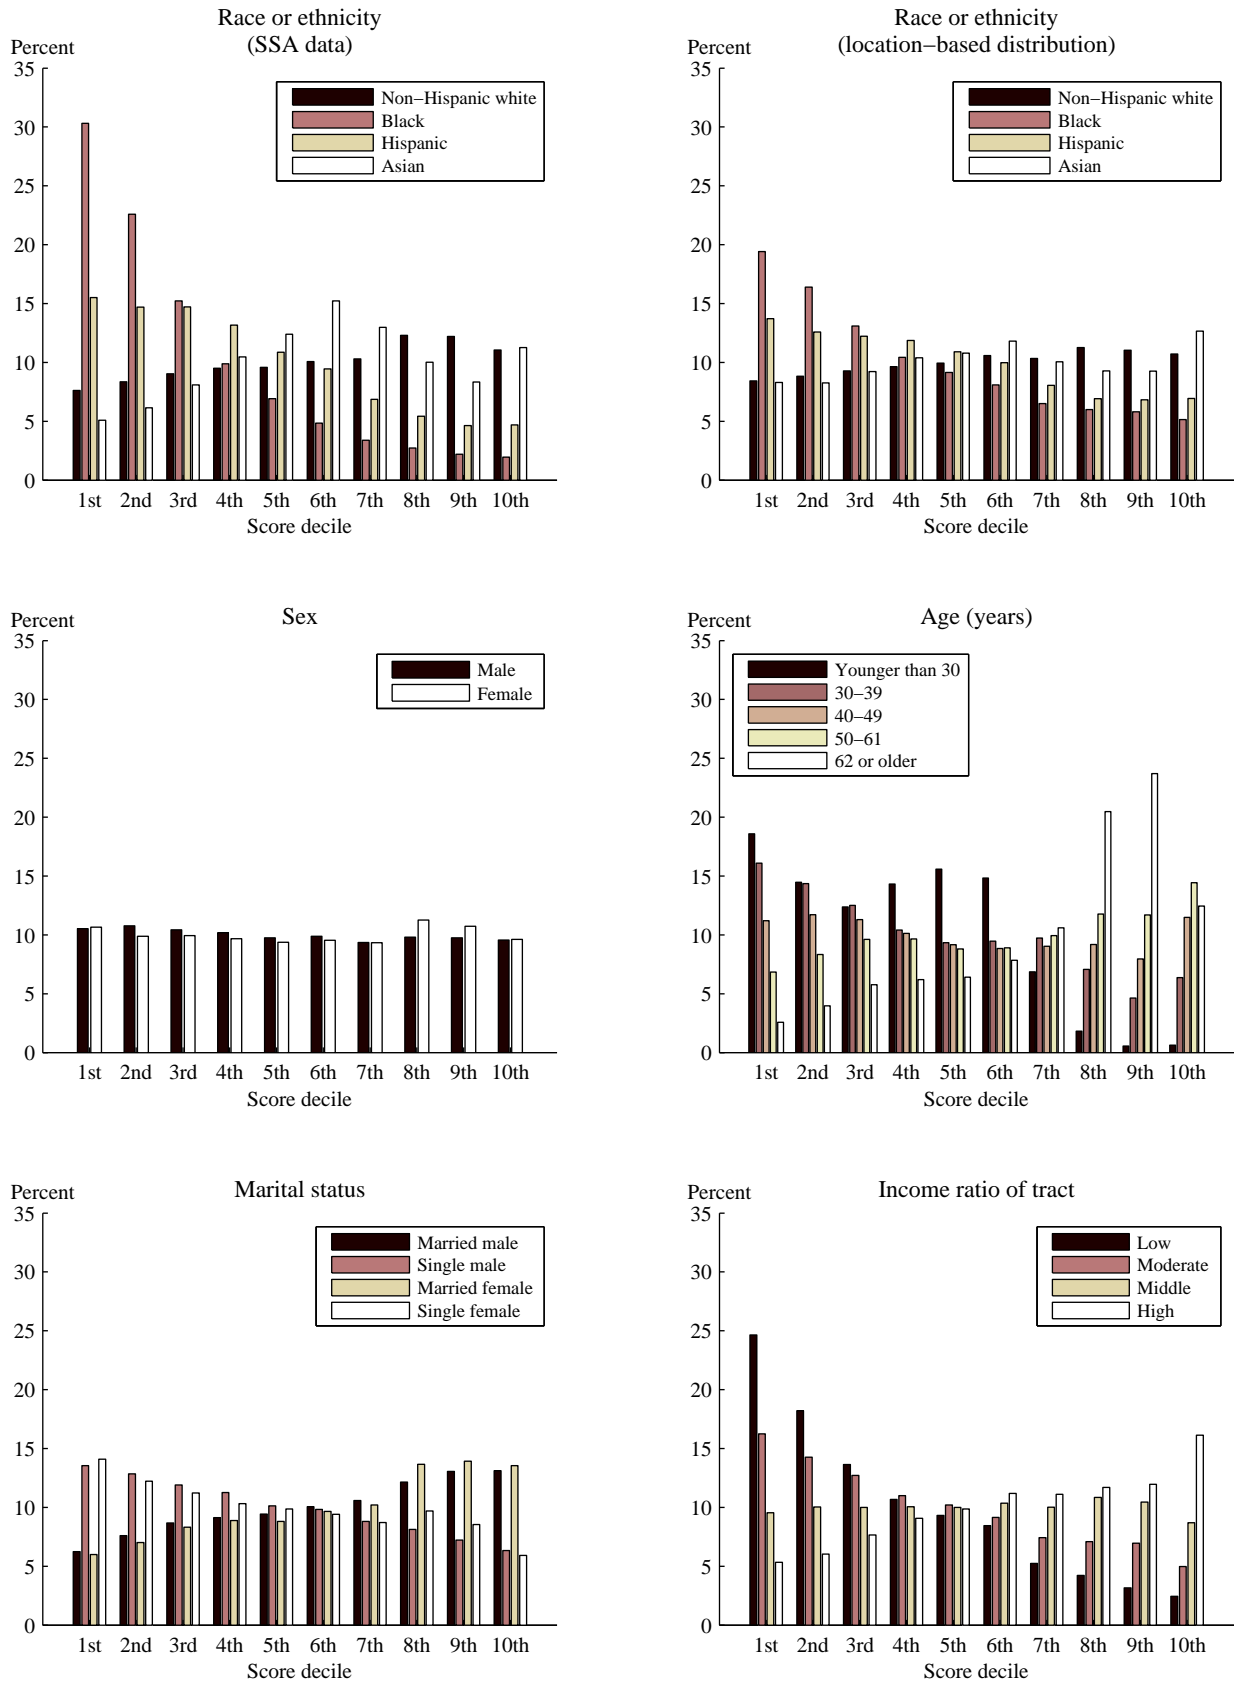 Race or ethnicity
(SSA data)
Percent
35
30
25
20
15
10
5
0
Non−Hispanic white
Black
Hispanic
Asian
1st 2nd 3rd 4th 5th 6th 7th 8th 9th 10th
Score decile
Race or ethnicity
(location−based distribution)
Percent
35
30
25
20
15
10
5
0
Non−Hispanic white
Black
Hispanic
Asian
1st 2nd 3rd 4th 5th 6th 7th 8th 9th 10th
Score decile
Sex
Percent
35
30
25
20
15
10
5
0
Male
Female
1st 2nd 3rd 4th 5th 6th 7th 8th 9th 10th
Score decile
Age (years)
Percent
35
30
25
20
15
10
5
0
Younger than 30
30−39
40−49
50−61
62 or older
1st 2nd 3rd 4th 5th 6th 7th 8th 9th 10th
Score decile
Marital status
Percent
35
30
25
20
15
10
5
0
Married male
Single male
Married female
Single female
1st 2nd 3rd 4th 5th 6th 7th 8th 9th 10th
Score decile
Income ratio of tract
Percent
35
30
25
20
15
10
5
0
Low
Moderate
Middle
High
1st 2nd 3rd 4th 5th 6th 7th 8th 9th 10th
Score decile